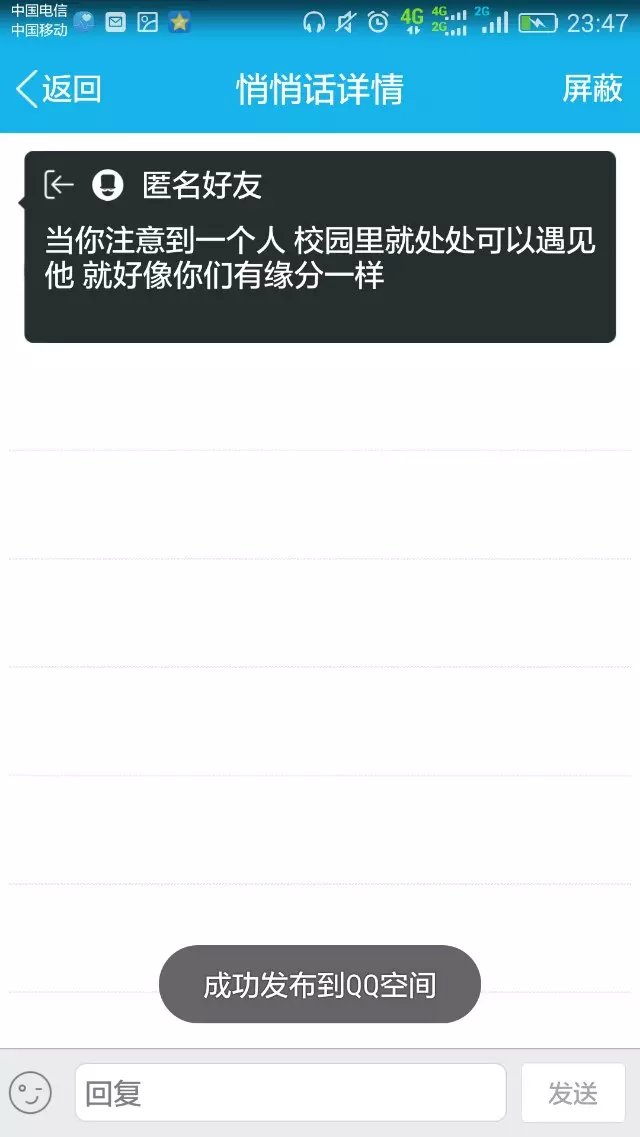 中国电信
中国移动
4G
4G
2G
2G
23:47
返回
悄悄话详情
屏蔽
匿名好友
当你注意到一个人 校园里就处处可以遇见
他 就好像你们有缘分一样
成功发布到QQ空间
回复
发送